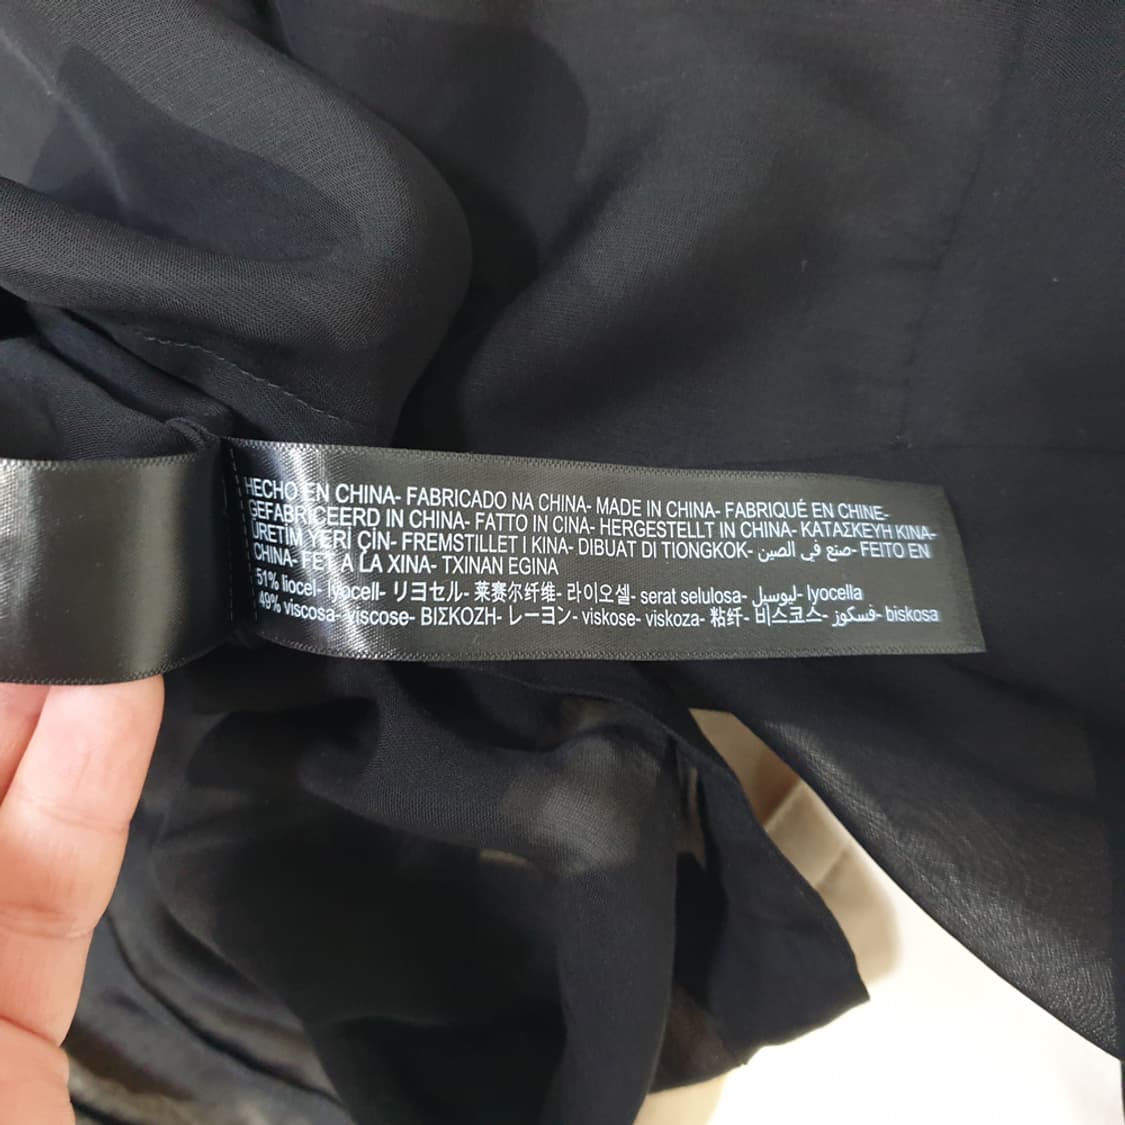 HECHO EN CHINA- FABRICADO NA CHINA- MADE IN CHINA- FABRIQUÉ EN CHINE-
GEFABRICEERD IN CHINA- FATTO IN CINA- HERGESTELLT IN CHINA- ΚΑΤΑΣΚΕΥΗ ΚΙΝΑ-
ÜRETİM YERİ ÇİN- FREMSTILLET I KINA- DIBUAT DI TIONGKOK- صنع في الصين- FEITO EN
CHINA- FET A LA XINA- TXINAN EGINA
51% liocel- lyocell- リヨセル- 莱赛尔纤维- 라이오셀- serat selulosa- ليوسيل- lyocella
49% viscosa- viscose- ΒΙΣΚΟΖΗ- レーヨン- viskose- viskoza- 粘纤- 비스코스- فسكوز- biskosa